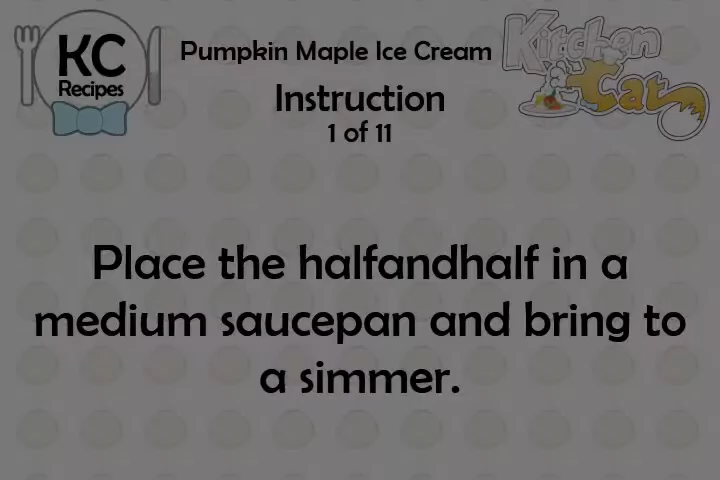 KC
Recipes
Pumpkin Maple Ice Cream
Kitchen
Cat
Instruction
1 of 11
Place the halfandhalf in a
medium saucepan and bring to
a simmer.